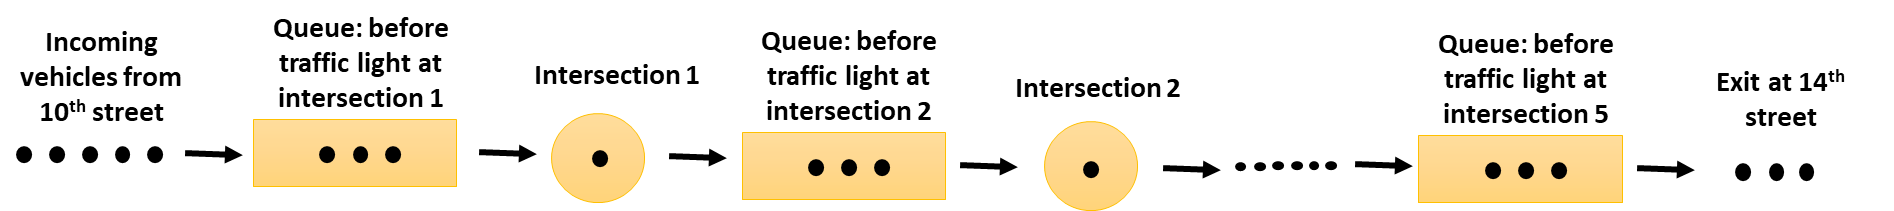 Incoming
vehicles from
10th street
Queue: before
traffic light at
intersection 1
Intersection 1
Queue: before
traffic light at
intersection 2
Intersection 2
Queue: before
traffic light at
intersection 5
Exit at 14th
street